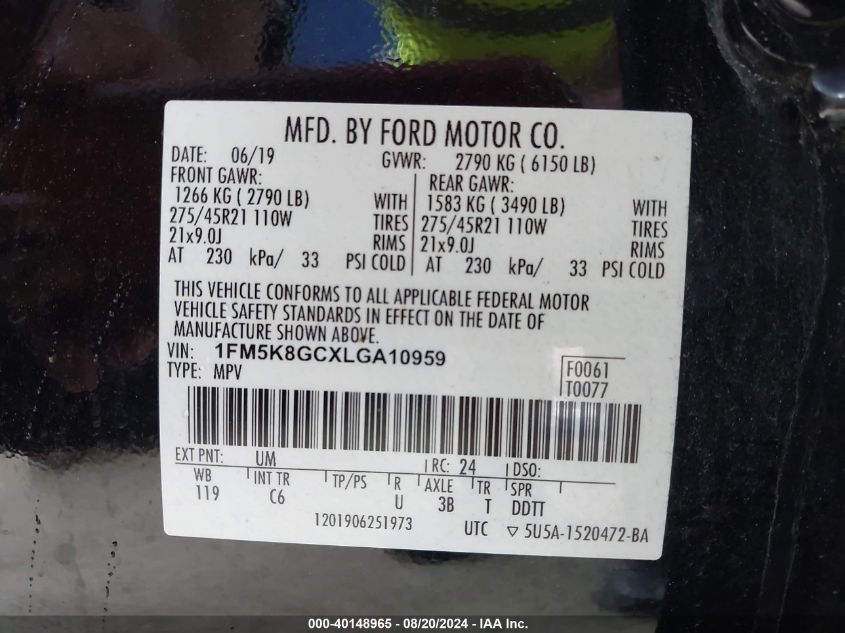 MFD. BY FORD MOTOR CO.
DATE: 06/19 GVWR: 2790 KG ( 6150 LB)
FRONT GAWR: REAR GAWR:
1266 KG ( 2790 LB) WITH 1583 KG ( 3490 LB) WITH
275/45R21 110W TIRES 275/45R21 110W TIRES
21x9.0J RIMS 21x9.0J RIMS
AT 230 kPa/ 33 PSI COLD AT 230 kPa/ 33 PSI COLD
THIS VEHICLE CONFORMS TO ALL APPLICABLE FEDERAL MOTOR
VEHICLE SAFETY STANDARDS IN EFFECT ON THE DATE OF
MANUFACTURE SHOWN ABOVE.
VIN: 1FM5K8GCXLGA10959 F0061
TYPE: MPV T0077
EXT PNT: UM RC: 24 DSO:
WB INT TR TP/PS R AXLE TR SPR
119 C6 U 3B T DDTT
1201906251973 UTC ▽ 5U5A-1520472-BA
000-40148965 - 08/20/2024 - IAA Inc.